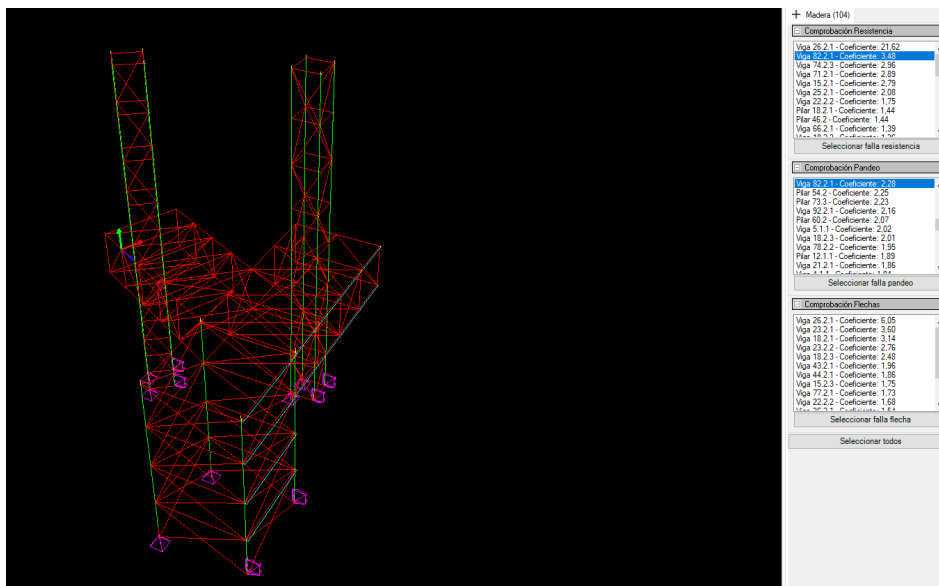 Madera (104)
Comprobación Resistencia
Viga 26.2.1 - Coeficiente: 21,62
Viga 82.2.1 - Coeficiente: 3,48
Viga 74.2.3 - Coeficiente: 2,96
Viga 71.2.1 - Coeficiente: 2,89
Viga 15.2.1 - Coeficiente: 2,79
Viga 25.2.1 - Coeficiente: 2,08
Viga 22.2.2 - Coeficiente: 1,75
Pilar 18.2.1 - Coeficiente: 1,44
Pilar 46.2 - Coeficiente: 1,44
Viga 66.2.1 - Coeficiente: 1,39
Seleccionar falla resistencia
Comprobación Pandeo
Viga 82.2.1 - Coeficiente: 2,28
Pilar 54.2 - Coeficiente: 2,25
Pilar 73.3 - Coeficiente: 2,23
Viga 92.2.1 - Coeficiente: 2,16
Pilar 60.2 - Coeficiente: 2,07
Viga 5.1.1 - Coeficiente: 2,02
Viga 18.2.3 - Coeficiente: 2,01
Viga 78.2.2 - Coeficiente: 1,95
Pilar 12.1.1 - Coeficiente: 1,89
Viga 21.2.1 - Coeficiente: 1,86
Seleccionar falla pandeo
Comprobación Flechas
Viga 26.2.1 - Coeficiente: 6,05
Viga 23.2.1 - Coeficiente: 3,60
Viga 18.2.1 - Coeficiente: 3,14
Viga 23.2.2 - Coeficiente: 2,76
Viga 18.2.3 - Coeficiente: 2,48
Viga 43.2.1 - Coeficiente: 1,96
Viga 44.2.1 - Coeficiente: 1,86
Viga 15.2.3 - Coeficiente: 1,75
Viga 77.2.1 - Coeficiente: 1,73
Viga 22.2.2 - Coeficiente: 1,68
Seleccionar falla flecha
Seleccionar todos